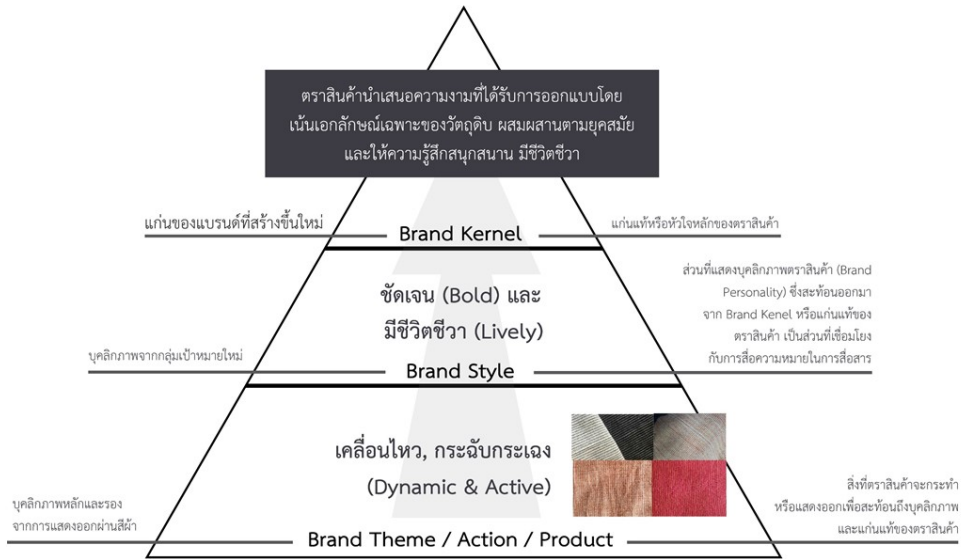 ตราสินค้านำเสนอความงามที่ได้รับการออกแบบโดย
เน้นเอกลักษณ์เฉพาะของวัตถุดิบ ผสมผสานตามยุคสมัย
และให้ความรู้สึกสนุกสนาน มีชีวิตชีวา
แก่นของแบรนด์ที่สร้างขึ้นใหม่
Brand Kernel
แก่นแท้หรือหัวใจหลักของตราสินค้า
ชัดเจน (Bold) และ
มีชีวิตชีวา (Lively)
ส่วนที่แสดงบุคลิกภาพตราสินค้า (Brand
Personality) ซึ่งสะท้อนออกมา
จาก Brand Kenel หรือแก่นแท้ของ
ตราสินค้า เป็นส่วนที่เชื่อมโยง
กับการสื่อความหมายในการสื่อสาร
บุคลิกภาพจากกลุ่มเป้าหมายใหม่
Brand Style
เคลื่อนไหว, กระฉับกระเฉง
(Dynamic & Active)
บุคลิกภาพหลักและรอง
จากการแสดงออกผ่านสีผ้า
Brand Theme / Action / Product
สิ่งที่ตราสินค้าจะกระทำ
หรือแสดงออกเพื่อสะท้อนถึงบุคลิกภาพ
และแก่นแท้ของตราสินค้า